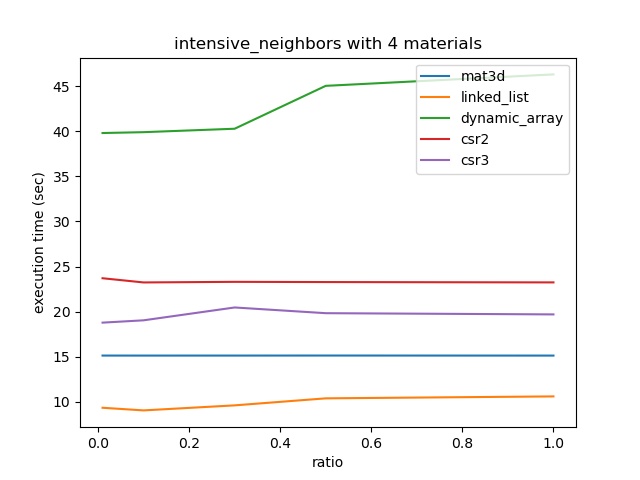 intensive_neighbors with 4 materials
mat3d
linked_list
dynamic_array
csr2
csr3
execution time (sec)
45
40
35
30
25
20
15
10
0.0 0.2 0.4 0.6 0.8 1.0
ratio